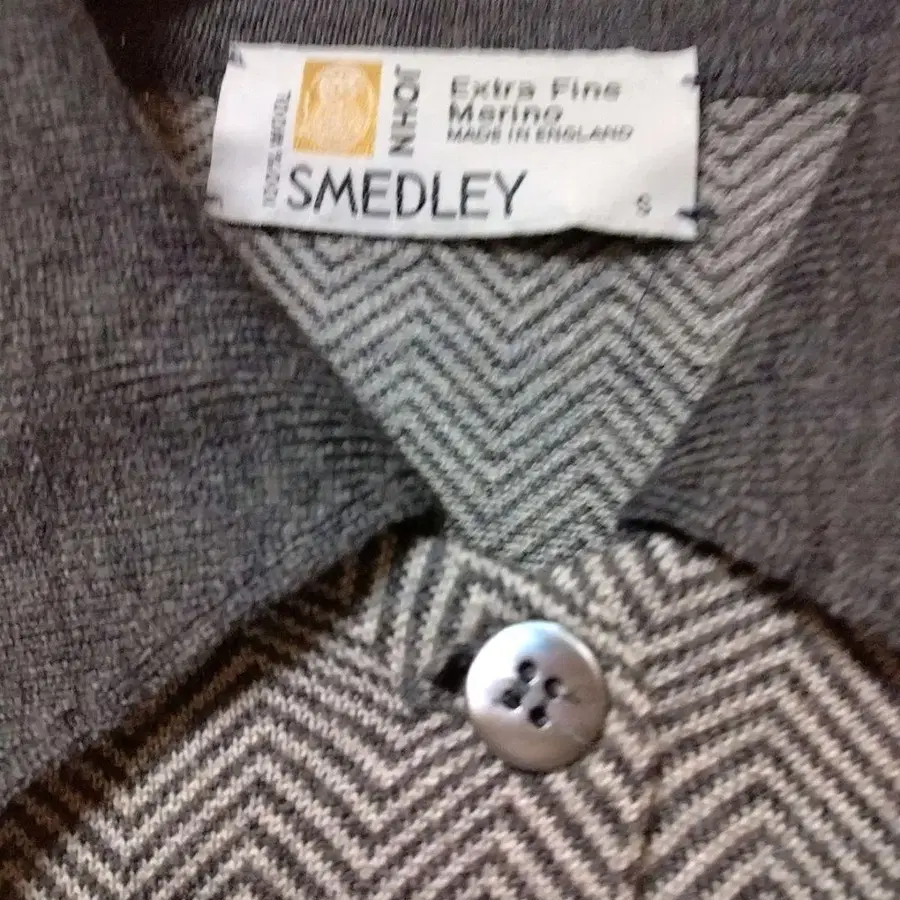 JOHN
SMEDLEY
Extra Fine
Merino
MADE IN ENGLAND
S